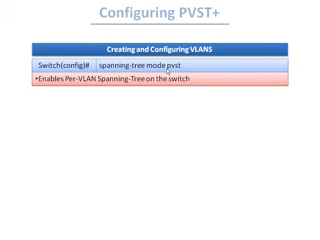 Configuring PVST+
Creating and Configuring VLANS
Switch(config)# spanning-tree mode pvst
•Enables Per-VLAN Spanning-Tree on the switch